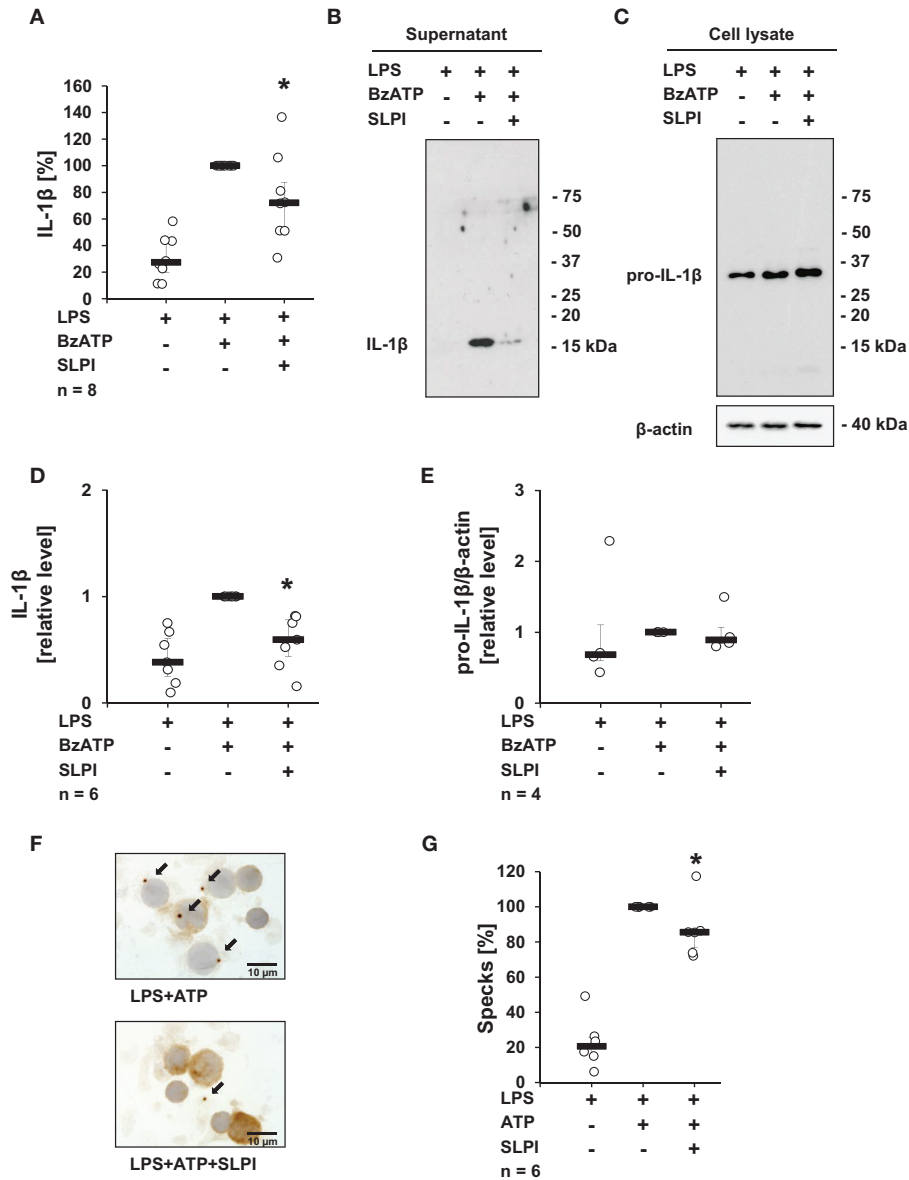 A
IL-1β [%]
160
140
120
100
80
60
40
20
0
*
LPS + + +
BzATP - + +
SLPI - - +
n = 8
B
Supernatant
LPS + + +
BzATP - + +
SLPI - - +
- 75
- 50
- 37
- 25
- 20
IL-1β
- 15 kDa
C
Cell lysate
LPS + + +
BzATP - + +
SLPI - - +
- 75
- 50
- 37
pro-IL-1β
- 25
- 20
- 15 kDa
β-actin
- 40 kDa
D
IL-1β
[relative level]
2
1
0
*
LPS + + +
BzATP - + +
SLPI - - +
n = 6
E
pro-IL-1β/β-actin
[relative level]
3
2
1
0
LPS + + +
BzATP - + +
SLPI - - +
n = 4
F
10 µm
LPS+ATP
10 µm
LPS+ATP+SLPI
G
Specks [%]
120
100
80
60
40
20
0
*
LPS + + +
ATP - + +
SLPI - - +
n = 6